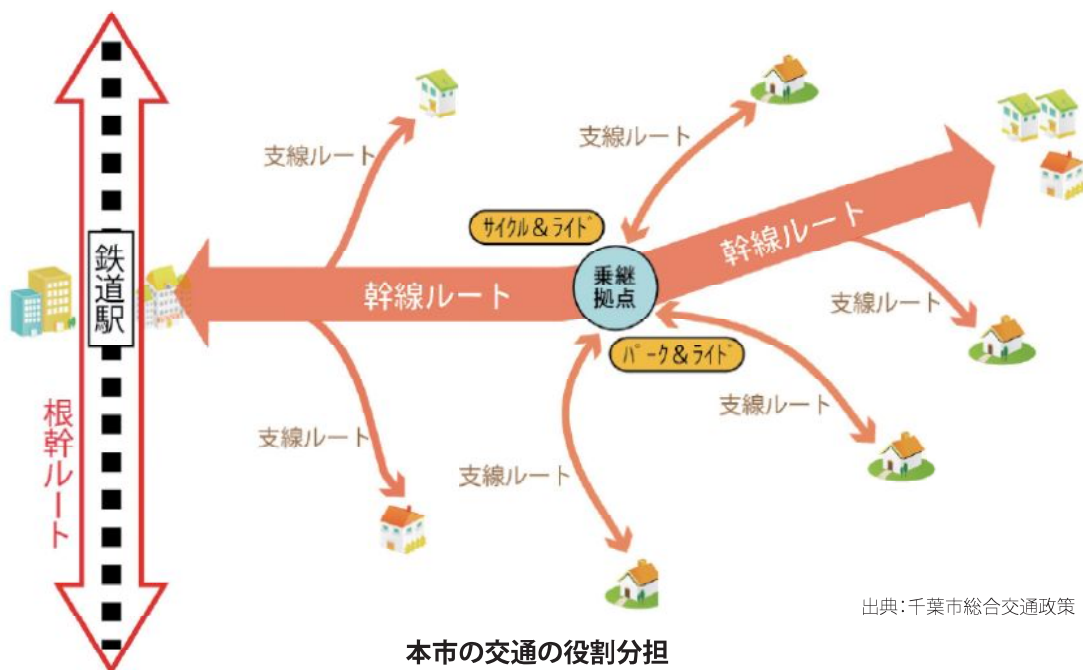 支線ルート
支線ルート
サイクル&ライド
幹線ルート
鉄道駅
乗継
拠点
幹線ルート
支線ルート
パーク&ライド
根幹ルート
支線ルート
支線ルート
支線ルート
出典:千葉市総合交通政策
本市の交通の役割分担